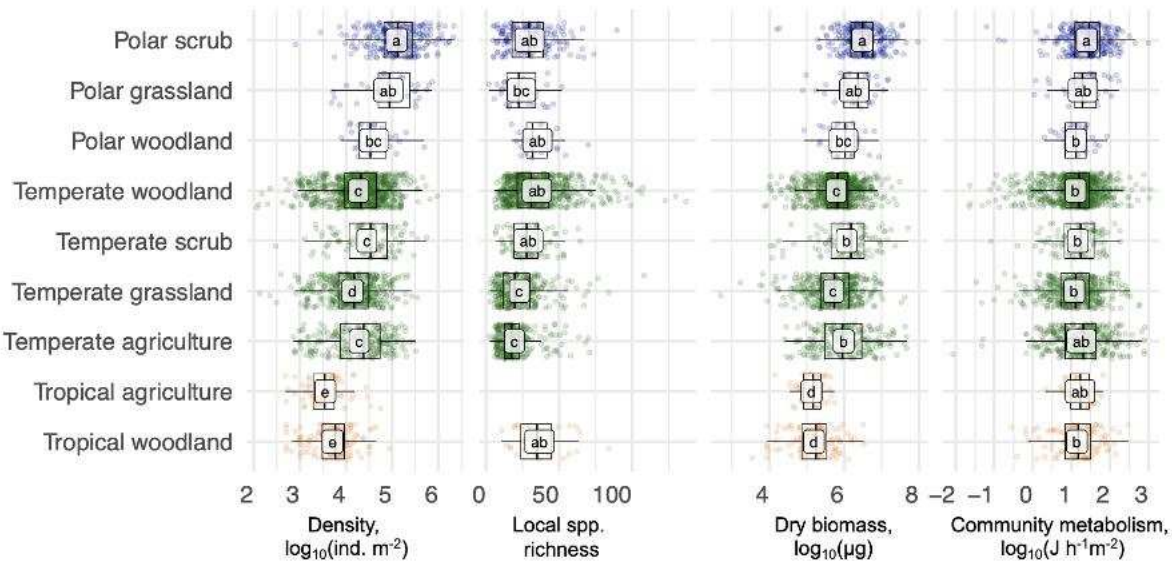 Polar scrub a ab a a
Polar grassland ab bc ab ab
Polar woodland bc ab bc b
Temperate woodland c ab c b
Temperate scrub c ab b b
Temperate grassland d c c b
Temperate agriculture c c b ab
Tropical agriculture e d ab
Tropical woodland e ab d b
2 3 4 5 6 0 50 100 4 6 8 −2 −1 0 1 2 3
Density, Local spp. Dry biomass, Community metabolism,
log₁₀(ind. m⁻²) richness log₁₀(µg) log₁₀(J h⁻¹m⁻²)